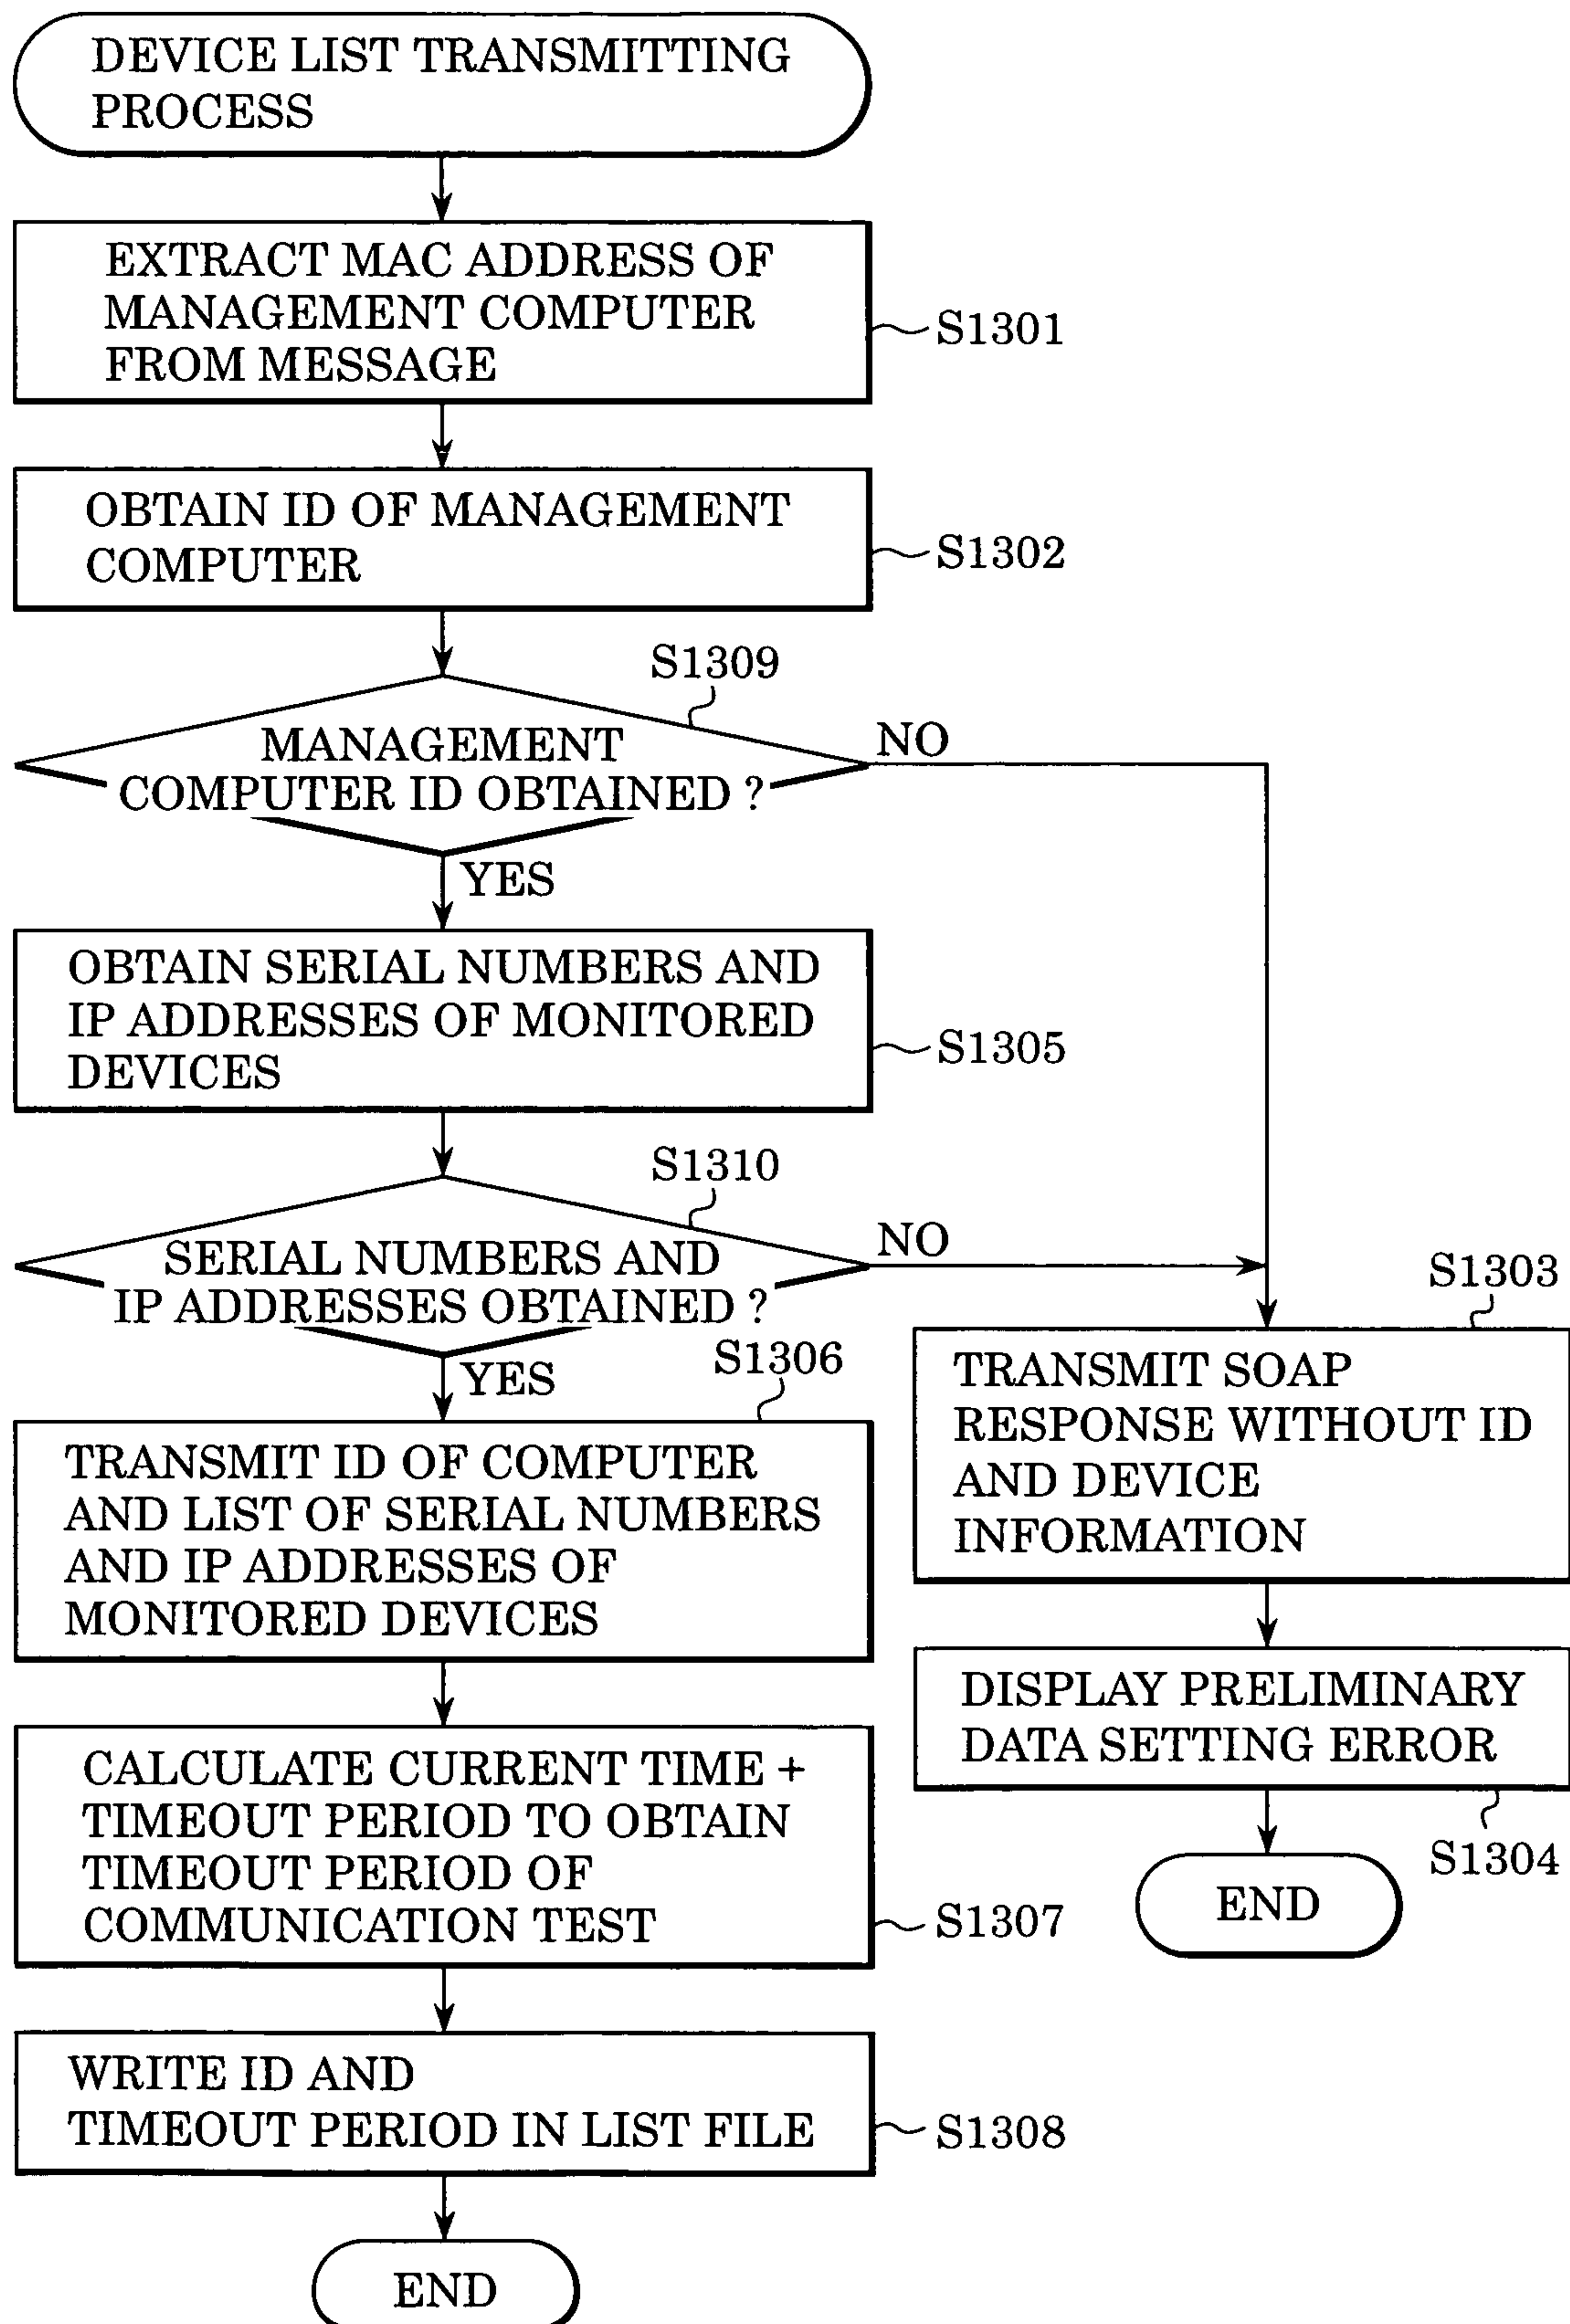 DEVICE LIST TRANSMITTING
PROCESS
EXTRACT MAC ADDRESS OF
MANAGEMENT COMPUTER
FROM MESSAGE
S1301
OBTAIN ID OF MANAGEMENT
COMPUTER
S1302
S1309
MANAGEMENT
COMPUTER ID OBTAINED ?
NO
YES
OBTAIN SERIAL NUMBERS AND
IP ADDRESSES OF MONITORED
DEVICES
S1305
S1310
SERIAL NUMBERS AND
IP ADDRESSES OBTAINED ?
NO
YES
S1306
TRANSMIT ID OF COMPUTER
AND LIST OF SERIAL NUMBERS
AND IP ADDRESSES OF
MONITORED DEVICES
CALCULATE CURRENT TIME +
TIMEOUT PERIOD TO OBTAIN
TIMEOUT PERIOD OF
COMMUNICATION TEST
S1307
WRITE ID AND
TIMEOUT PERIOD IN LIST FILE
S1308
END
S1303
TRANSMIT SOAP
RESPONSE WITHOUT ID
AND DEVICE
INFORMATION
DISPLAY PRELIMINARY
DATA SETTING ERROR
S1304
END